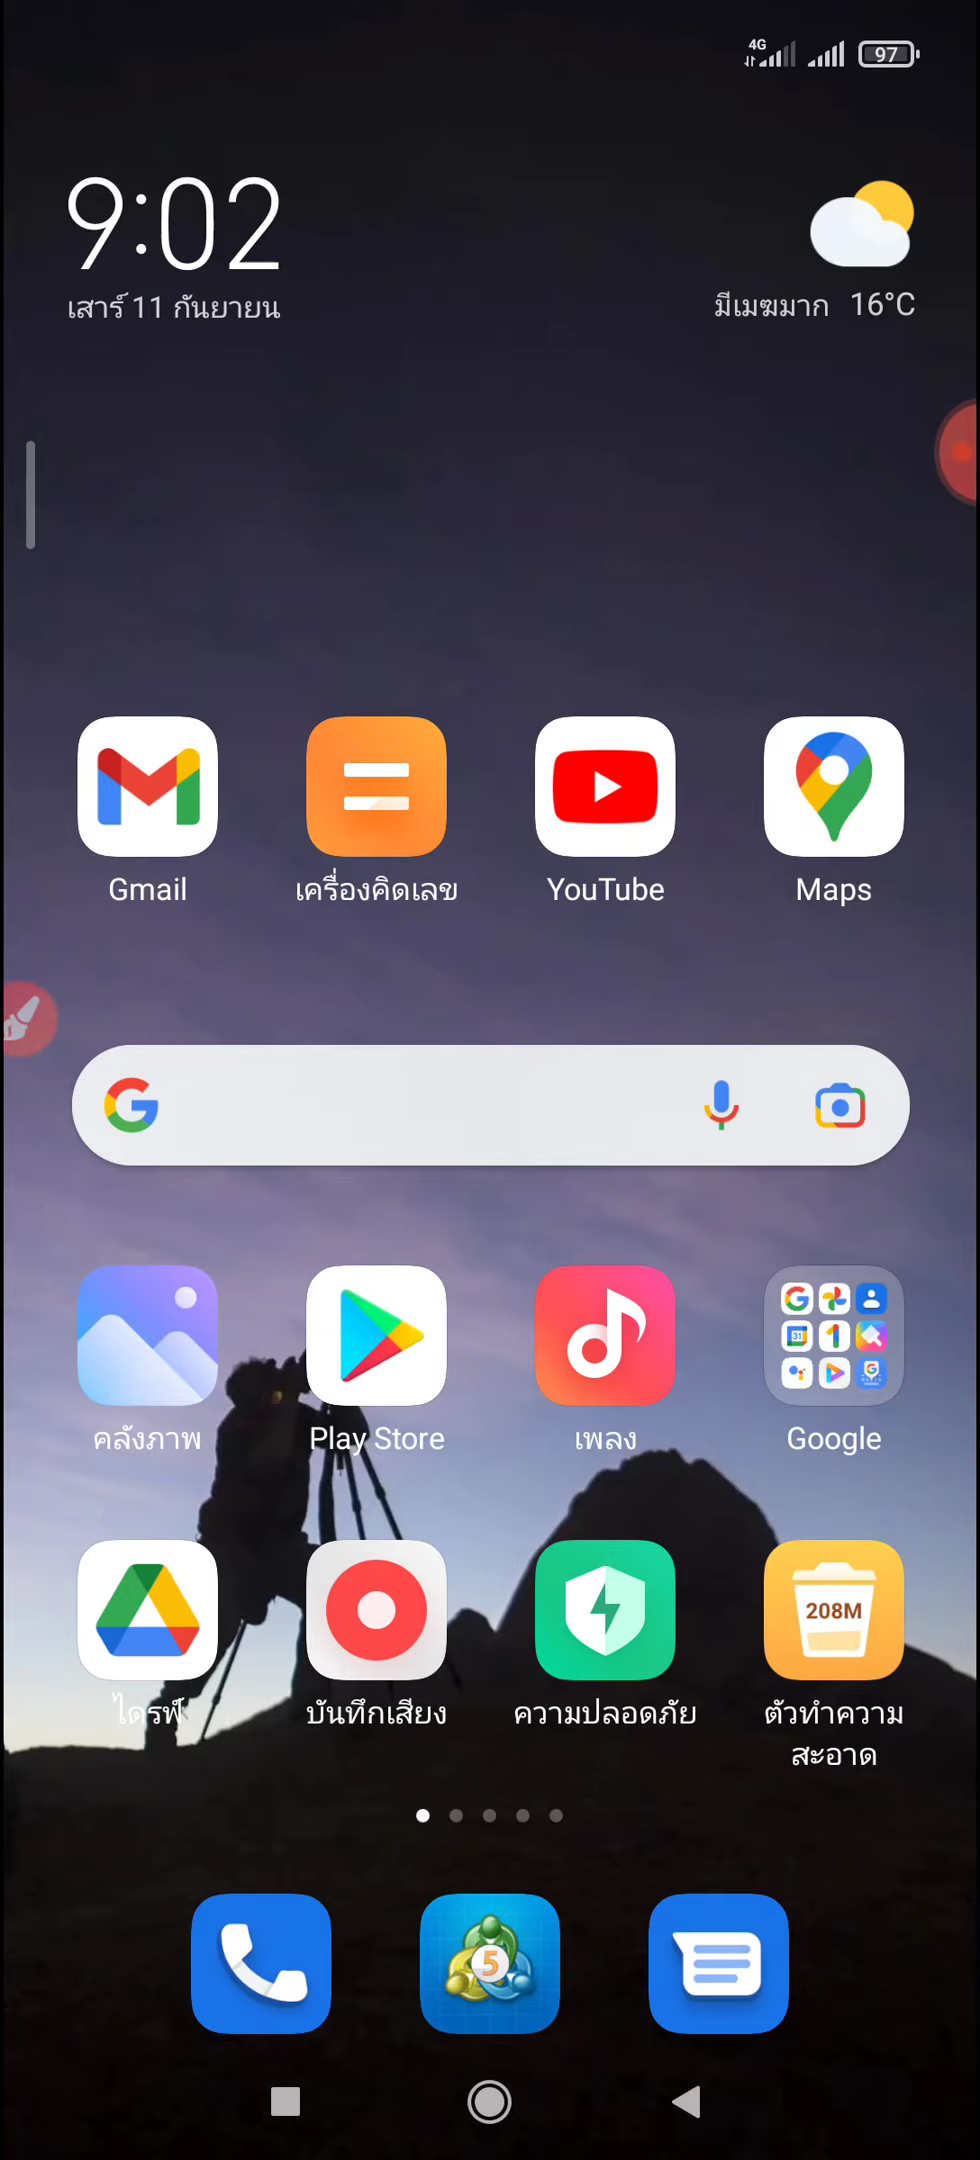 4G
97
9:02
เสาร์ 11 กันยายน
มีเมฆมาก 16°C
Gmail
เครื่องคิดเลข
YouTube
Maps
คลังภาพ
Play Store
เพลง
31
1
Google
ไดรฟ์
บันทึกเสียง
ความปลอดภัย
208M
ตัวทำความ
สะอาด
5